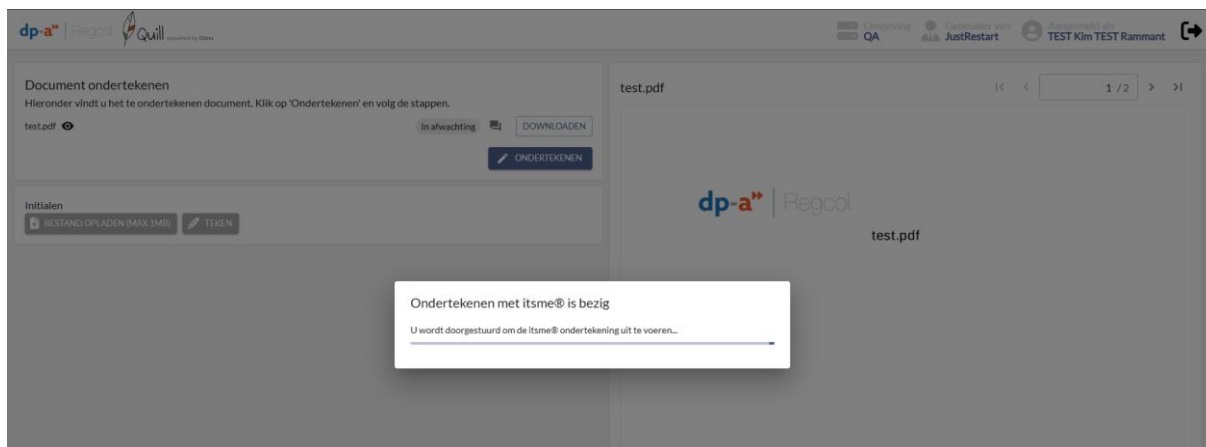 dp-a | Regcol Quill powered by Dioss
Omgeving
QA
Gebruiker van
JustRestart
Aangemeld als
TEST Kim TEST Rammant
Document ondertekenen
Hieronder vindt u het te ondertekenen document. Klik op 'Ondertekenen' en volg de stappen.
test.pdf
In afwachting
DOWNLOADEN
ONDERTEKENEN
Initialen
BESTAND OPLADEN (MAX 1MB)
TEKEN
test.pdf
1 / 2
dp-a | Regcol
test.pdf
Ondertekenen met itsme® is bezig
U wordt doorgestuurd om de itsme® ondertekening uit te voeren...